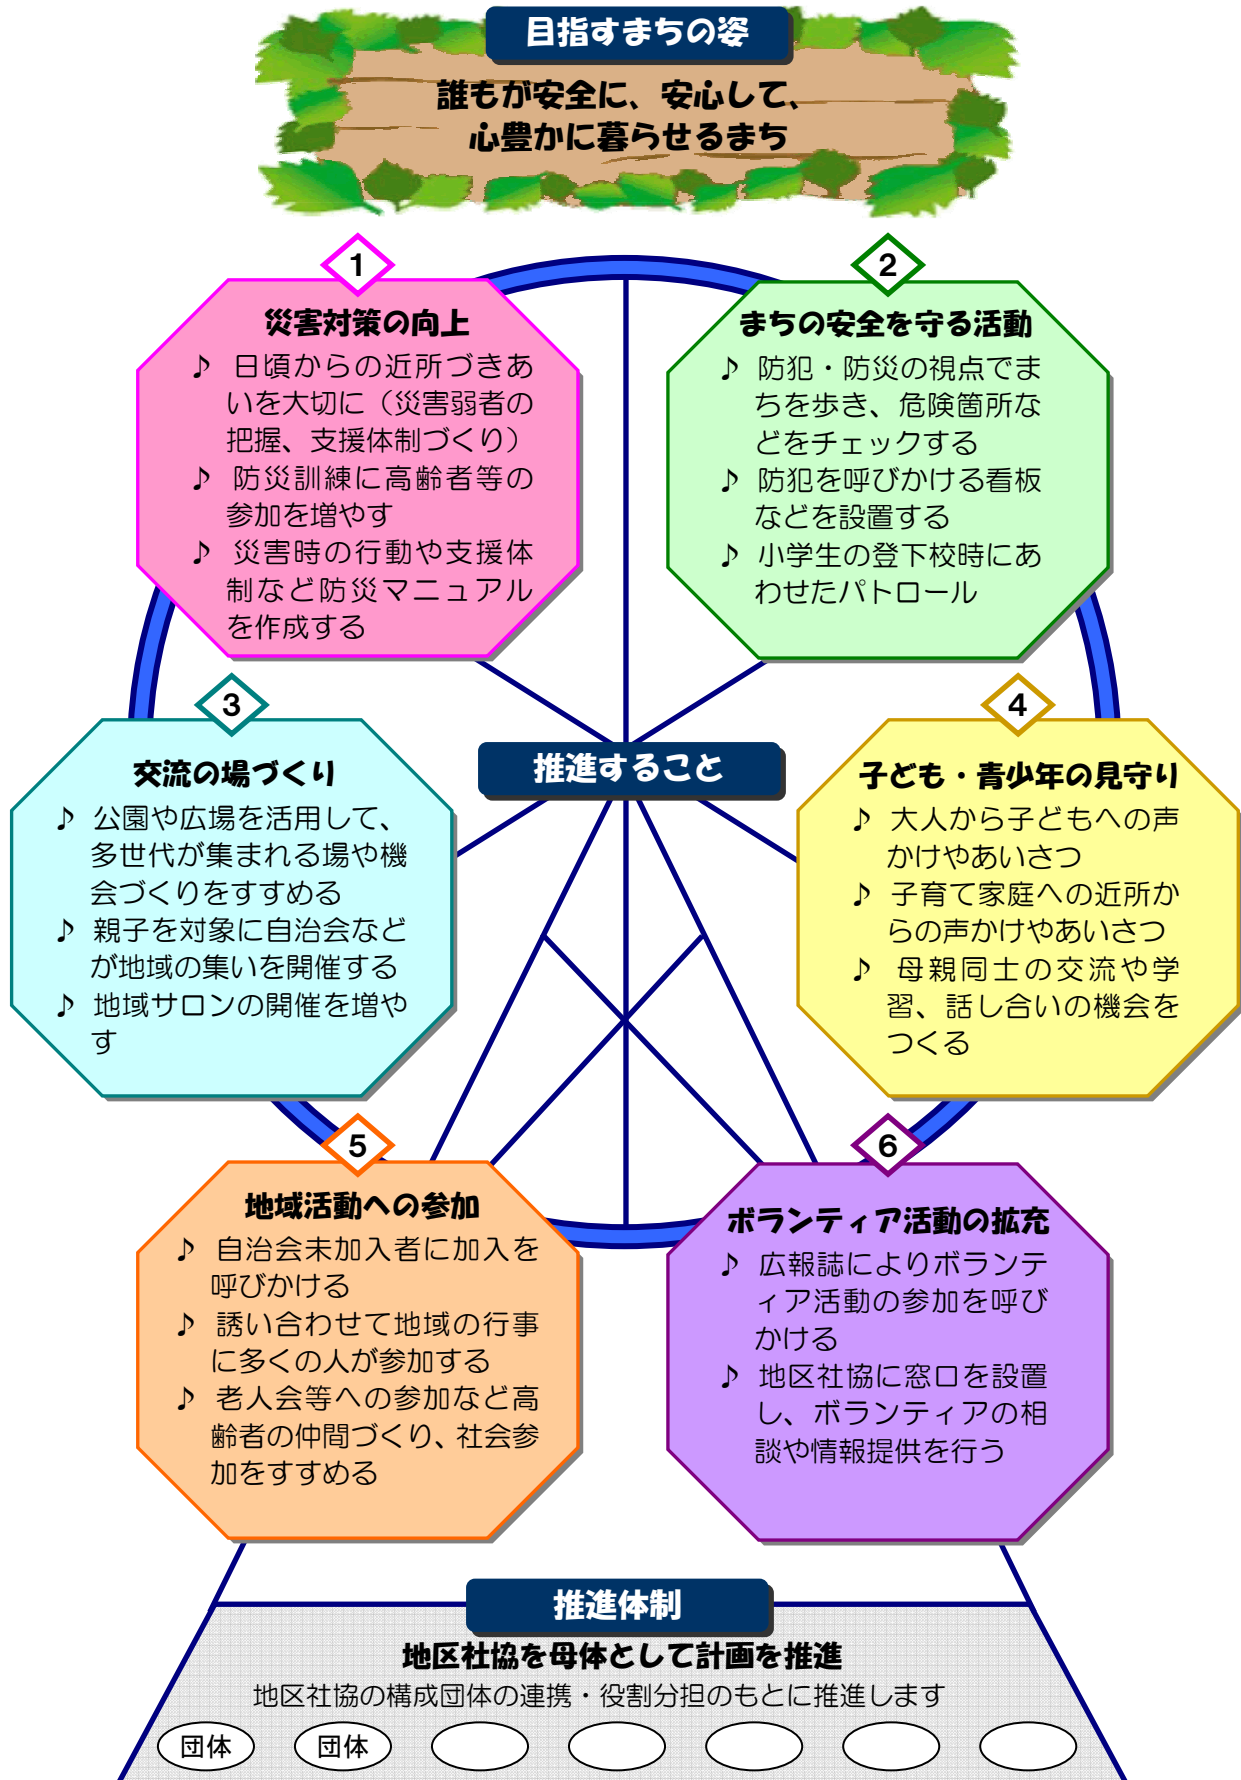 目指すまちの姿
誰もが安全に、安心して、
心豊かに暮らせるまち
1
災害対策の向上
♪ 日頃からの近所づきあ
いを大切に（災害弱者の
把握、支援体制づくり）
♪ 防災訓練に高齢者等の
参加を増やす
♪ 災害時の行動や支援体
制など防災マニュアル
を作成する
2
まちの安全を守る活動
♪ 防犯・防災の視点でま
ちを歩き、危険箇所な
どをチェックする
♪ 防犯を呼びかける看板
などを設置する
♪ 小学生の登下校時にあ
わせたパトロール
推進すること
3
交流の場づくり
♪ 公園や広場を活用して、
多世代が集まれる場や機
会づくりをすすめる
♪ 親子を対象に自治会など
が地域の集いを開催する
♪ 地域サロンの開催を増や
す
4
子ども・青少年の見守り
♪ 大人から子どもへの声
かけやあいさつ
♪ 子育て家庭への近所か
らの声かけやあいさつ
♪ 母親同士の交流や学
習、話し合いの機会を
つくる
5
地域活動への参加
♪ 自治会未加入者に加入を
呼びかける
♪ 誘い合わせて地域の行事
に多くの人が参加する
♪ 老人会等への参加など高
齢者の仲間づくり、社会参
加をすすめる
6
ボランティア活動の拡充
♪ 広報誌によりボランテ
ィア活動の参加を呼び
かける
♪ 地区社協に窓口を設置
し、ボランティアの相
談や情報提供を行う
推進体制
地区社協を母体として計画を推進
地区社協の構成団体の連携・役割分担のもとに推進します
団体 団体